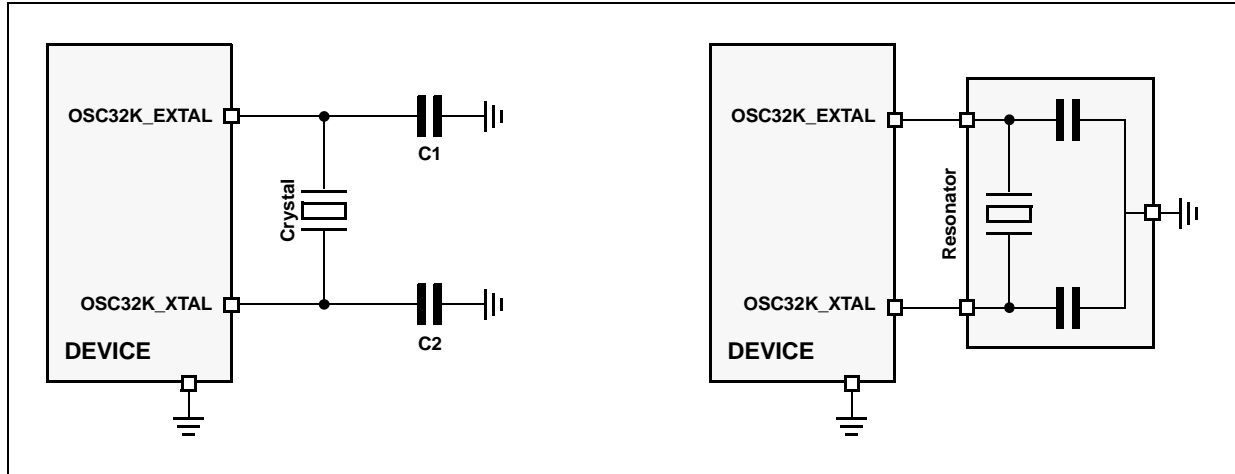 OSC32K_EXTAL
C1
Crystal
OSC32K_XTAL
C2
DEVICE
OSC32K_EXTAL
Resonator
OSC32K_XTAL
DEVICE